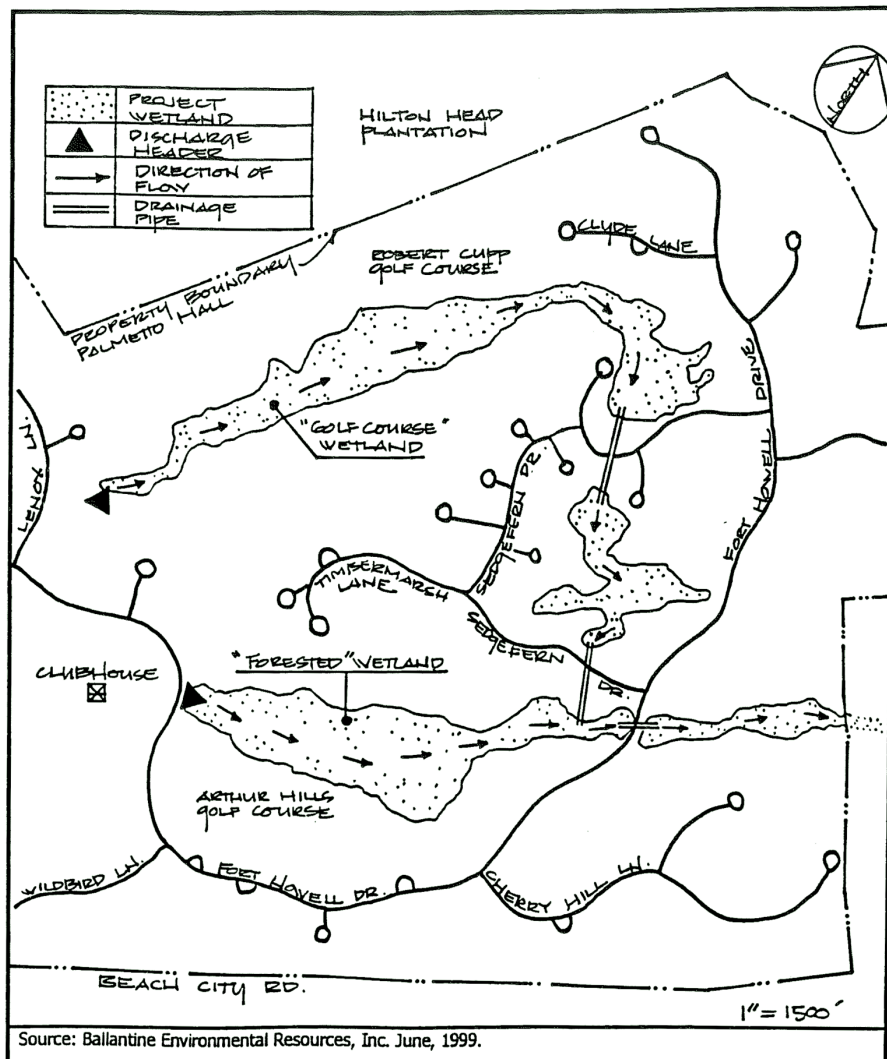 PROJECT
WETLAND
DISCHARGE
HEADER
DIRECTION OF
FLOW
DRAINAGE
PIPE
HILTON HEAD
PLANTATION
NORTH
CLYDE LANE
ROBERT CUPP
GOLF COURSE
PROPERTY BOUNDARY
PALMETTO HALL
DRIVE
"GOLF COURSE"
WETLAND
LENOX LN
SEDGEFERN DR.
FORT HOWELL
TIMBERMARSH
LANE
SEDGEFERN
DR
"FORESTED" WETLAND
CLUBHOUSE
ARTHUR HILLS
GOLF COURSE
WILDBIRD LN.
FORT HOWELL DR.
CHERRY HILL LN.
BEACH CITY RD.
1" = 1500'
Source: Ballantine Environmental Resources, Inc. June, 1999.